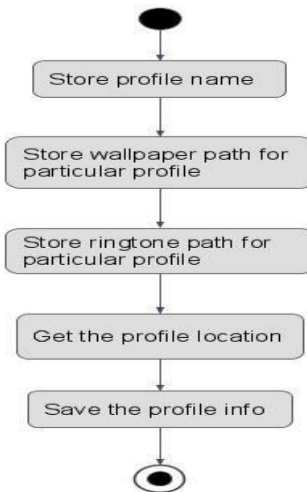 Store profile name
Store wallpaper path for
particular profile
Store ringtone path for
particular profile
Get the profile location
Save the profile info